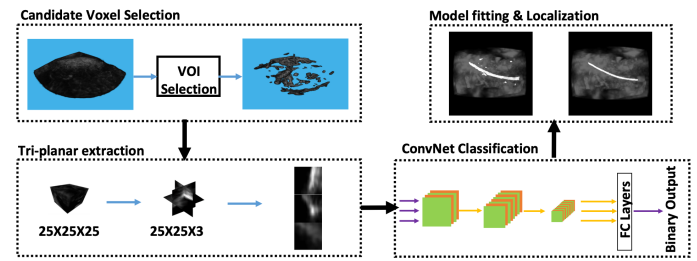 Candidate Voxel Selection
VOI
Selection
Tri-planar extraction
25X25X25
25X25X3
Model fitting & Localization
ConvNet Classification
FC Layers
Binary Output